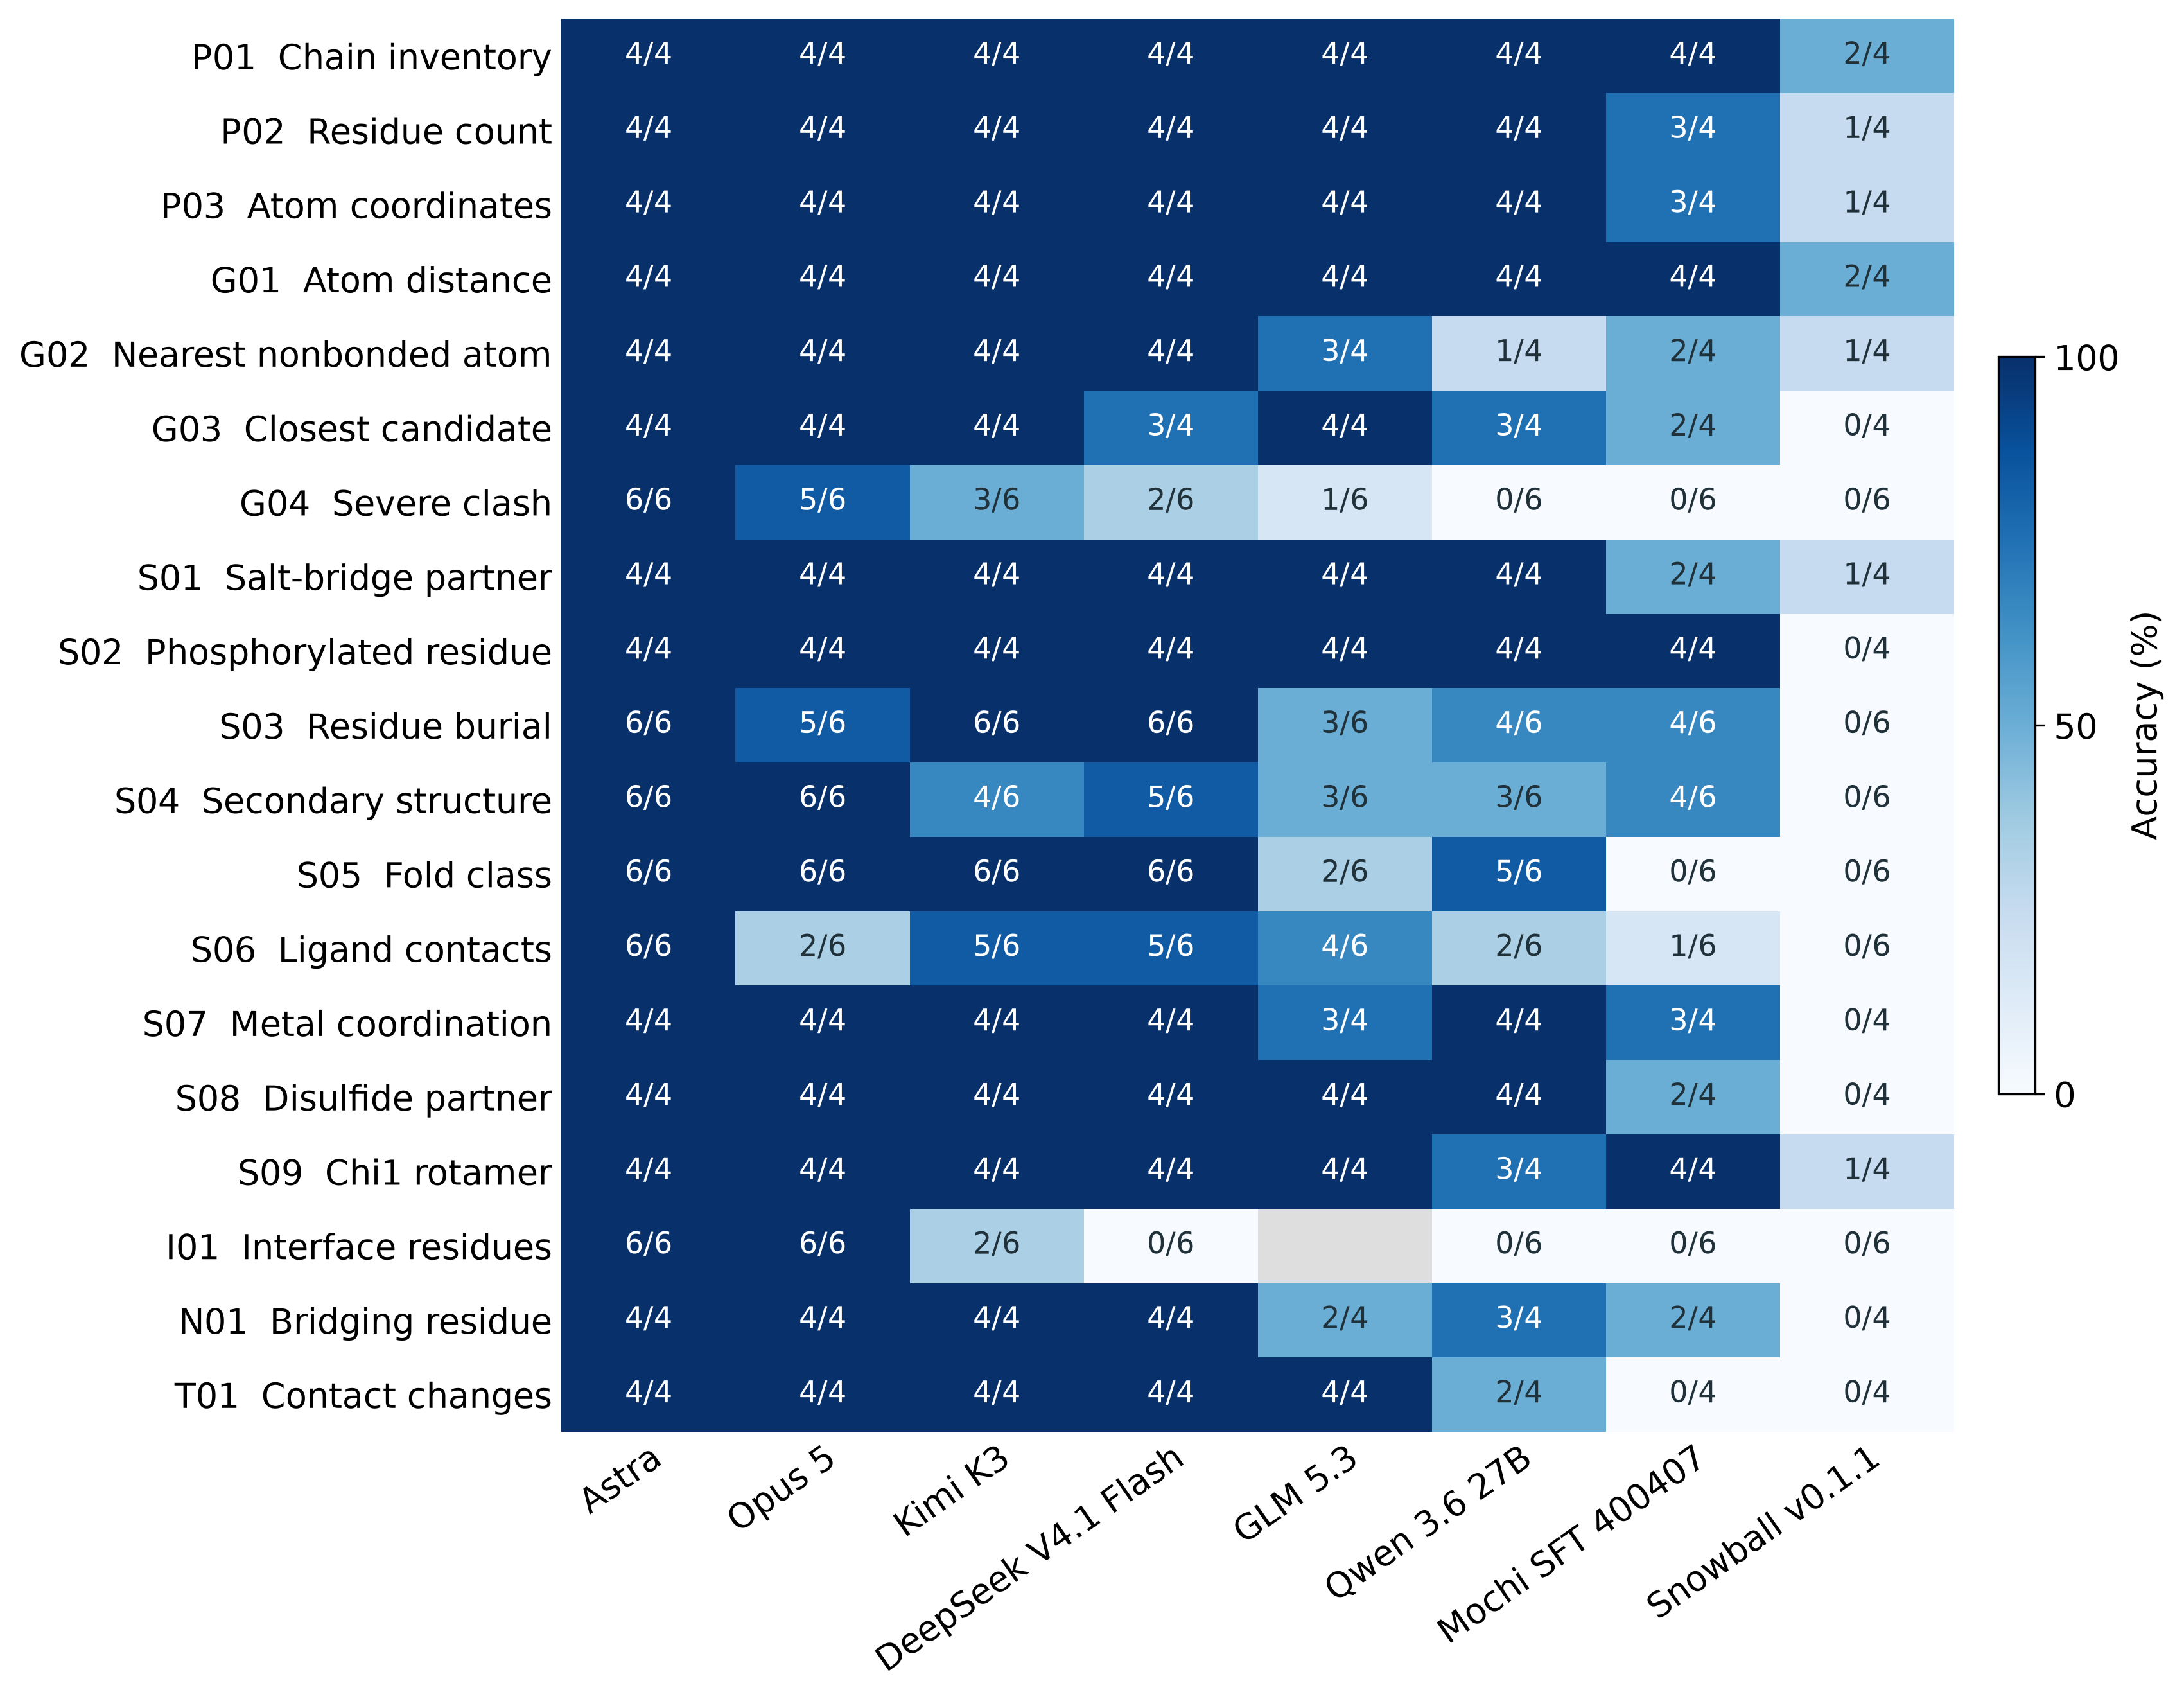 P01 Chain inventory 4/4 4/4 4/4 4/4 4/4 4/4 4/4 2/4
P02 Residue count 4/4 4/4 4/4 4/4 4/4 4/4 3/4 1/4
P03 Atom coordinates 4/4 4/4 4/4 4/4 4/4 4/4 3/4 1/4
G01 Atom distance 4/4 4/4 4/4 4/4 4/4 4/4 4/4 2/4
G02 Nearest nonbonded atom 4/4 4/4 4/4 4/4 3/4 1/4 2/4 1/4
G03 Closest candidate 4/4 4/4 4/4 3/4 4/4 3/4 2/4 0/4
G04 Severe clash 6/6 5/6 3/6 2/6 1/6 0/6 0/6 0/6
S01 Salt-bridge partner 4/4 4/4 4/4 4/4 4/4 4/4 2/4 1/4
S02 Phosphorylated residue 4/4 4/4 4/4 4/4 4/4 4/4 4/4 0/4
S03 Residue burial 6/6 5/6 6/6 6/6 3/6 4/6 4/6 0/6
S04 Secondary structure 6/6 6/6 4/6 5/6 3/6 3/6 4/6 0/6
S05 Fold class 6/6 6/6 6/6 6/6 2/6 5/6 0/6 0/6
S06 Ligand contacts 6/6 2/6 5/6 5/6 4/6 2/6 1/6 0/6
S07 Metal coordination 4/4 4/4 4/4 4/4 3/4 4/4 3/4 0/4
S08 Disulfide partner 4/4 4/4 4/4 4/4 4/4 4/4 2/4 0/4
S09 Chi1 rotamer 4/4 4/4 4/4 4/4 4/4 3/4 4/4 1/4
I01 Interface residues 6/6 6/6 2/6 0/6 0/6 0/6 0/6
N01 Bridging residue 4/4 4/4 4/4 4/4 2/4 3/4 2/4 0/4
T01 Contact changes 4/4 4/4 4/4 4/4 4/4 2/4 0/4 0/4
Astra
Opus 5
Kimi K3
DeepSeek V4.1 Flash
GLM 5.3
Qwen 3.6 27B
Mochi SFT 400407
Snowball v0.1.1
100
50
0
Accuracy (%)